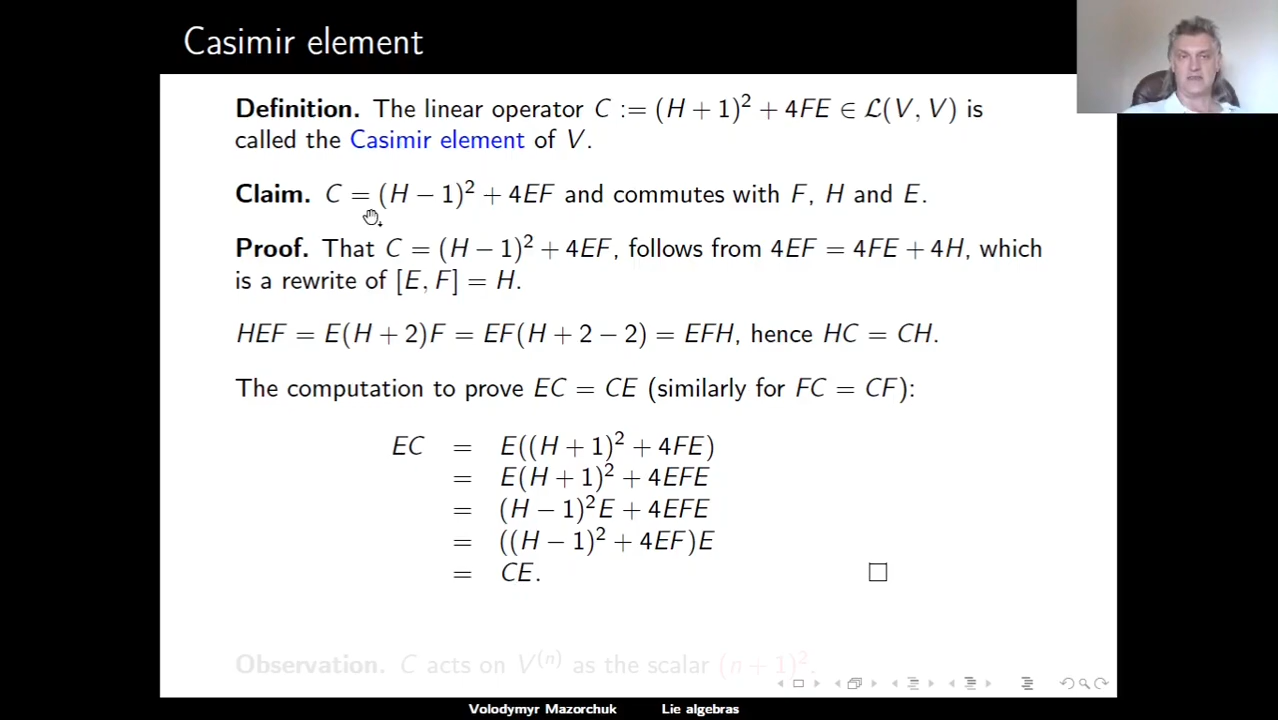 Casimir element
Definition. The linear operator C := (H + 1)² + 4FE ∈ ℒ(V, V) is
called the Casimir element of V.
Claim. C = (H − 1)² + 4EF and commutes with F, H and E.
Proof. That C = (H − 1)² + 4EF, follows from 4EF = 4FE + 4H, which
is a rewrite of [E, F] = H.
HEF = E(H + 2)F = EF(H + 2 − 2) = EFH, hence HC = CH.
The computation to prove EC = CE (similarly for FC = CF):
EC = E((H + 1)² + 4FE)
= E(H + 1)² + 4EFE
= (H − 1)²E + 4EFE
= ((H − 1)² + 4EF)E
= CE. □
Observation. C acts on V⁽ⁿ⁾ as the scalar (n + 1)².
Volodymyr Mazorchuk Lie algebras